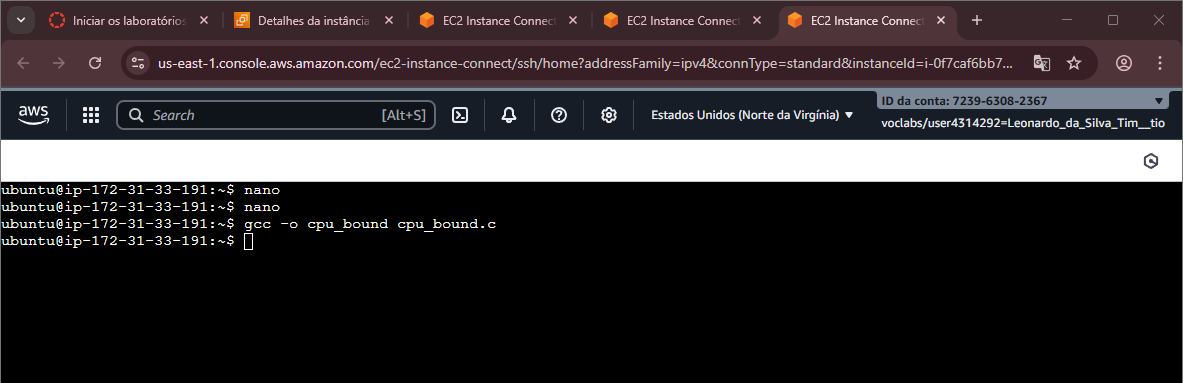 Iniciar os laboratórios
Detalhes da instância
EC2 Instance Connect
EC2 Instance Connect
EC2 Instance Connect
us-east-1.console.aws.amazon.com/ec2-instance-connect/ssh/home?addressFamily=ipv4&connType=standard&instanceId=i-0f7caf6bb7...
aws
Search
[Alt+S]
Estados Unidos (Norte da Virgínia)
ID da conta: 7239-6308-2367
voclabs/user4314292=Leonardo_da_Silva_Tim__tio
ubuntu@ip-172-31-33-191:~$ nano
ubuntu@ip-172-31-33-191:~$ nano
ubuntu@ip-172-31-33-191:~$ gcc -o cpu_bound cpu_bound.c
ubuntu@ip-172-31-33-191:~$